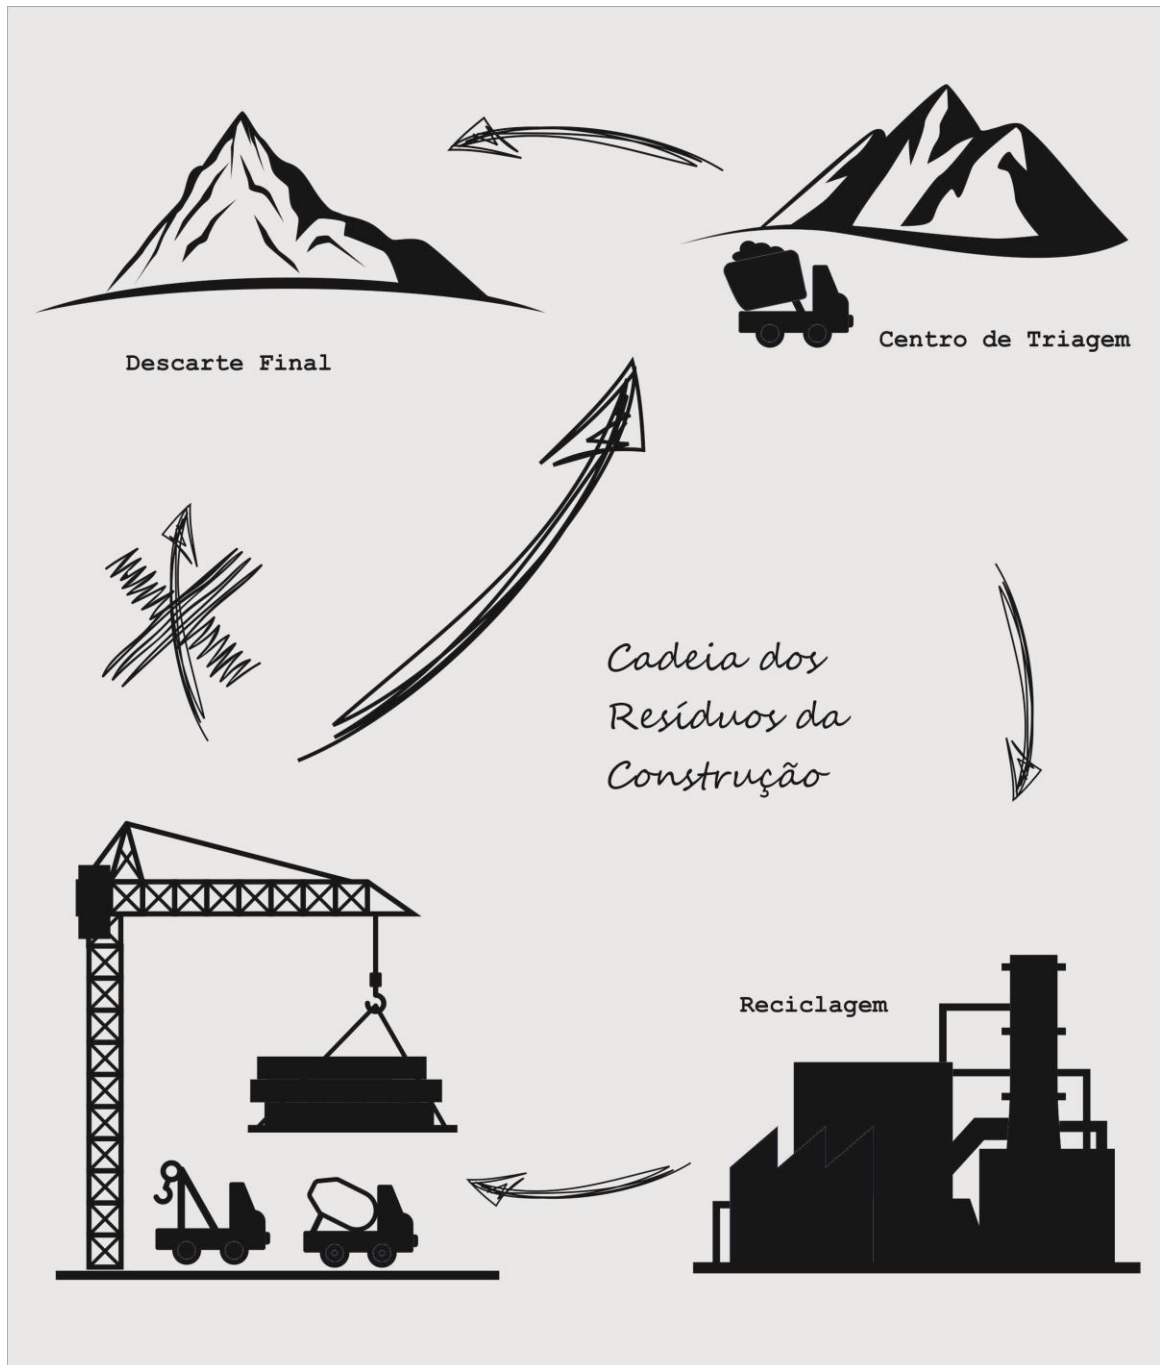 Centro de Triagem
Descarte Final
Cadeia dos
Resíduos da
Construção
Reciclagem